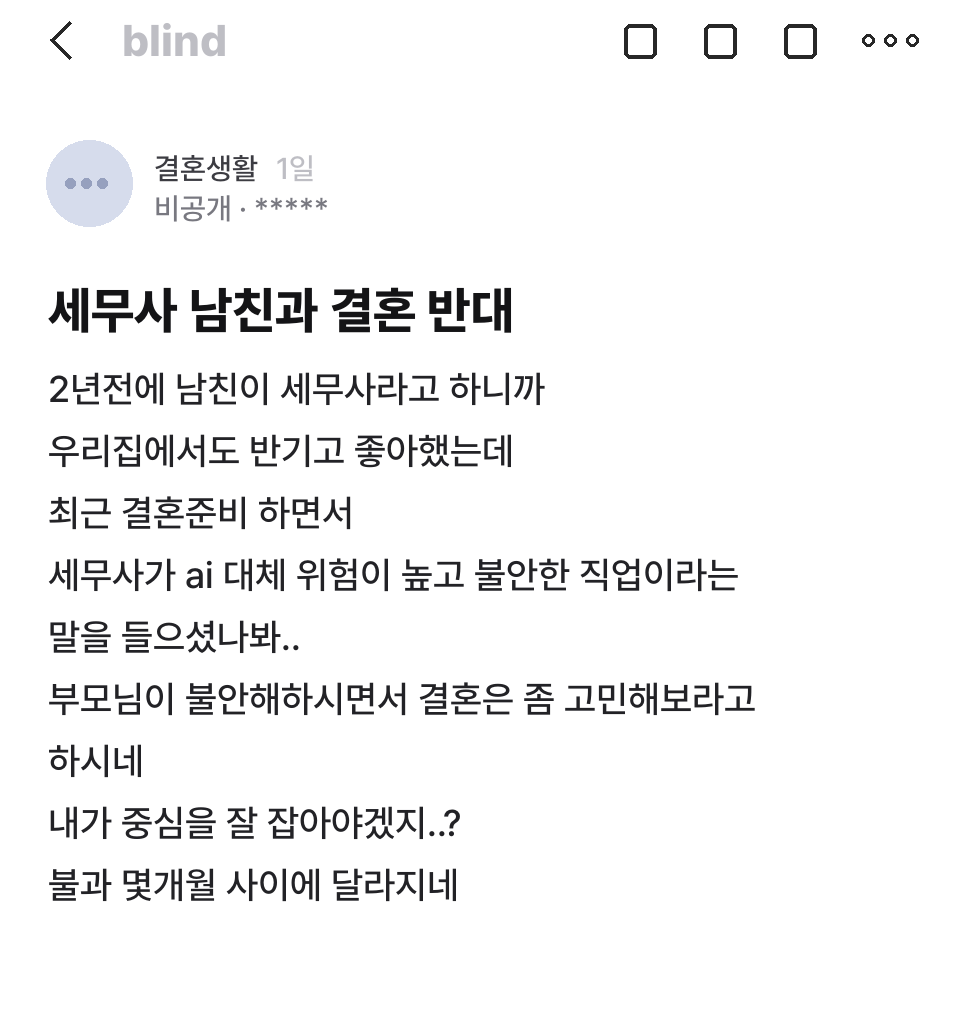 blind
결혼생활 1일
비공개 · *****
세무사 남친과 결혼 반대
2년전에 남친이 세무사라고 하니까
우리집에서도 반기고 좋아했는데
최근 결혼준비 하면서
세무사가 ai 대체 위험이 높고 불안한 직업이라는
말을 들으셨나봐..
부모님이 불안해하시면서 결혼은 좀 고민해보라고
하시네
내가 중심을 잘 잡아야겠지..?
불과 몇개월 사이에 달라지네